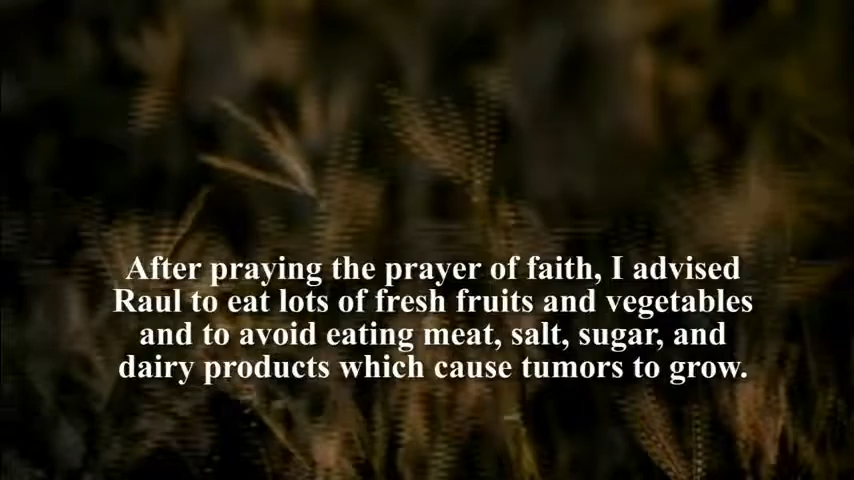 After praying the prayer of faith, I advised
Raul to eat lots of fresh fruits and vegetables
and to avoid eating meat, salt, sugar, and
dairy products which cause tumors to grow.